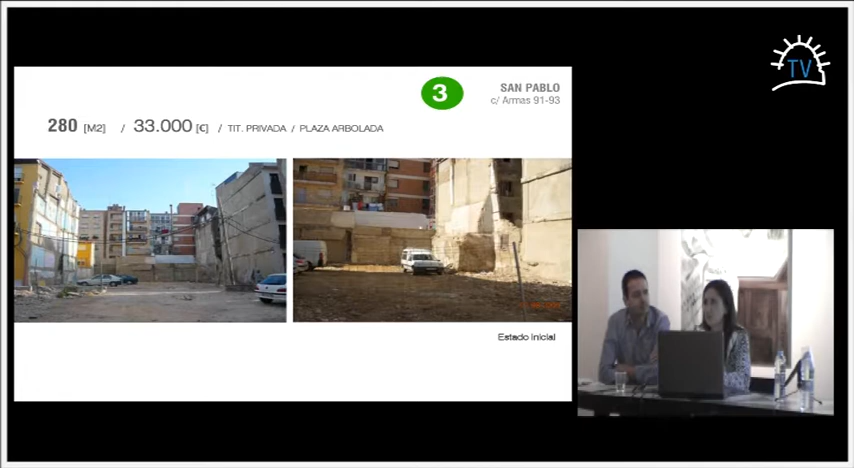 TV
3
SAN PABLO
c/ Armas 91-93
280 [M2] / 33.000 [€] / TIT. PRIVADA / PLAZA ARBOLADA
Estado inicial